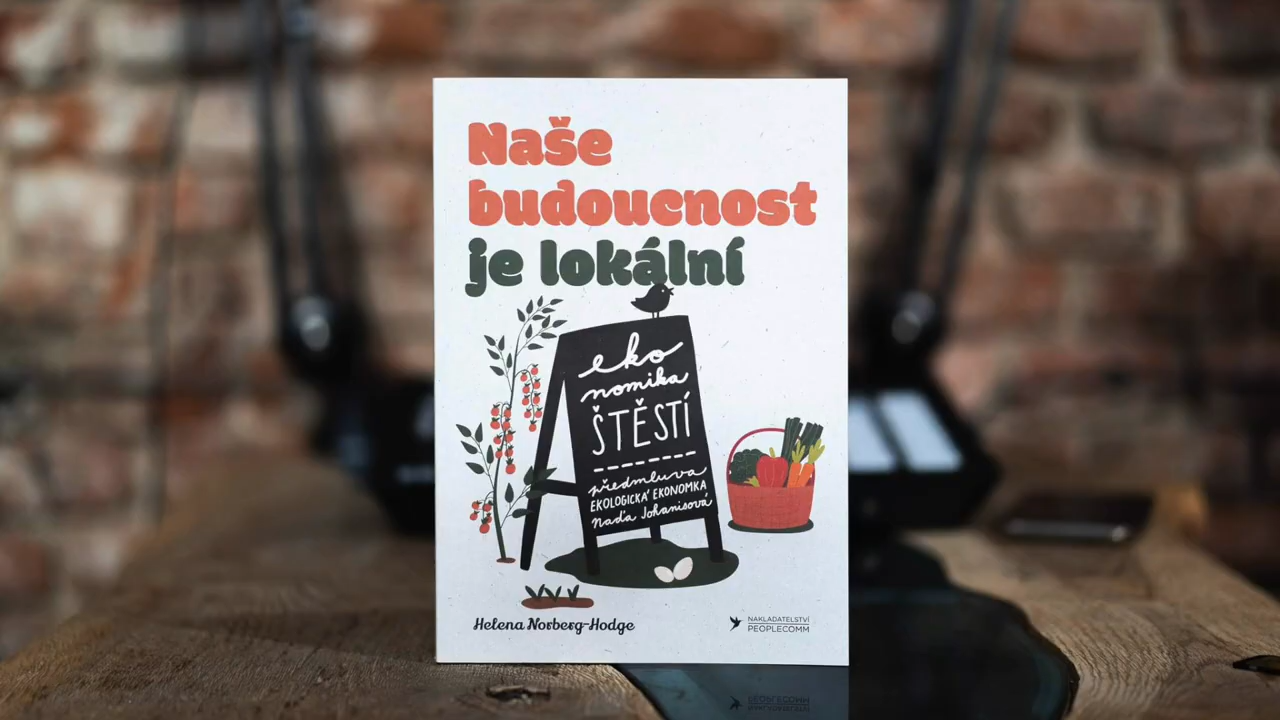 Naše
budoucnost
je lokální
eko
nomika
ŠTĚSTÍ
předmluva
EKOLOGICKÁ EKONOMKA
Naďa Johanisová
Helena Norberg-Hodge
NAKLADATELSTVÍ
PEOPLECOMM